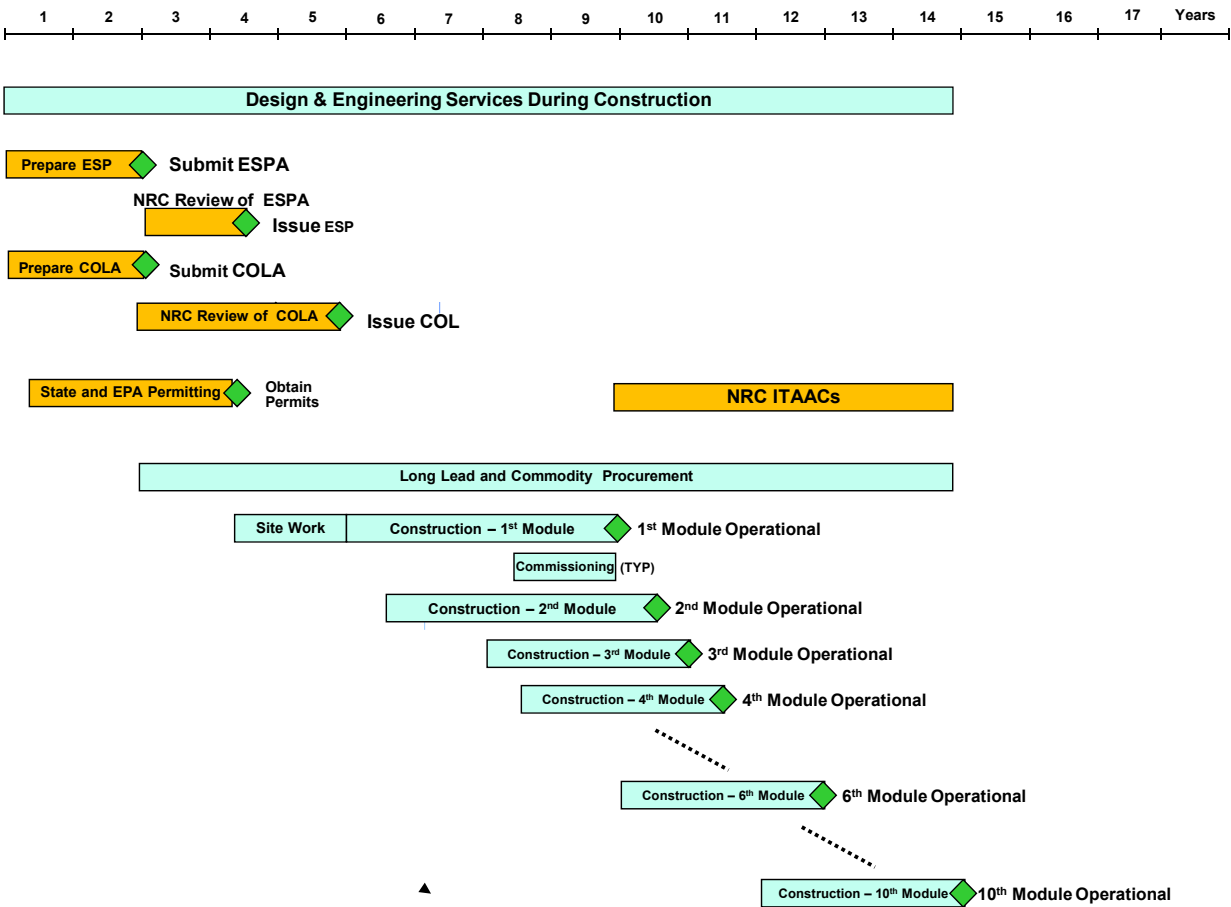 1 2 3 4 5 6 7 8 9 10 11 12 13 14 15 16 17 Years
Design & Engineering Services During Construction
Prepare ESP Submit ESPA
NRC Review of ESPA
Issue ESP
Prepare COLA Submit COLA
NRC Review of COLA Issue COL
State and EPA Permitting Obtain
Permits
NRC ITAACs
Long Lead and Commodity Procurement
Site Work Construction – 1st Module 1st Module Operational
Commissioning (TYP)
Construction – 2nd Module 2nd Module Operational
Construction – 3rd Module 3rd Module Operational
Construction – 4th Module 4th Module Operational
Construction – 6th Module 6th Module Operational
Construction – 10th Module 10th Module Operational